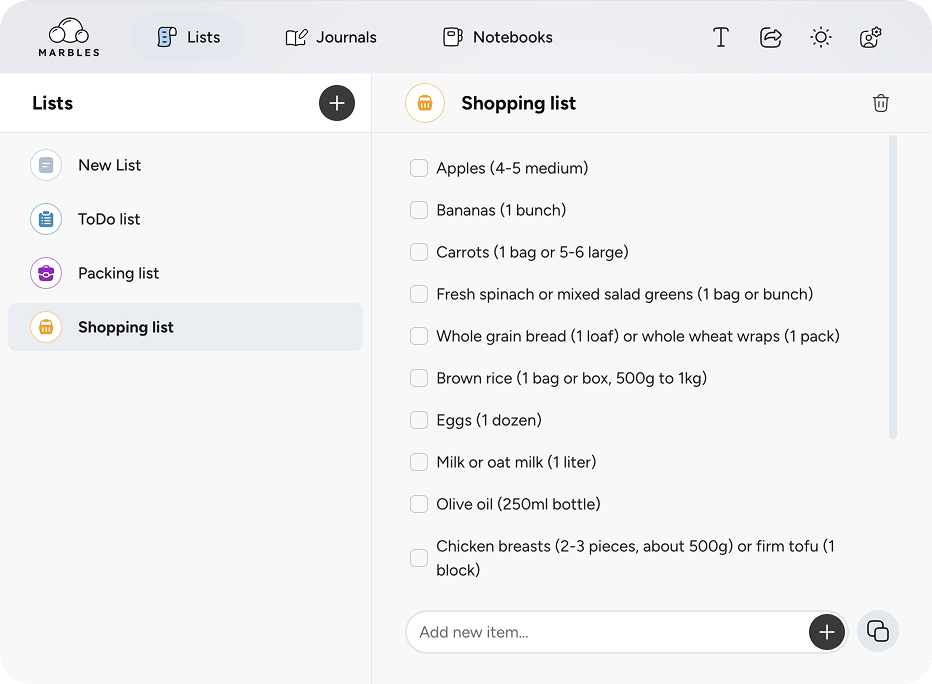 MARBLES
Lists
Journals
Notebooks
Lists
New List
ToDo list
Packing list
Shopping list
Shopping list
Apples (4-5 medium)
Bananas (1 bunch)
Carrots (1 bag or 5-6 large)
Fresh spinach or mixed salad greens (1 bag or bunch)
Whole grain bread (1 loaf) or whole wheat wraps (1 pack)
Brown rice (1 bag or box, 500g to 1kg)
Eggs (1 dozen)
Milk or oat milk (1 liter)
Olive oil (250ml bottle)
Chicken breasts (2-3 pieces, about 500g) or firm tofu (1
block)
Add new item...